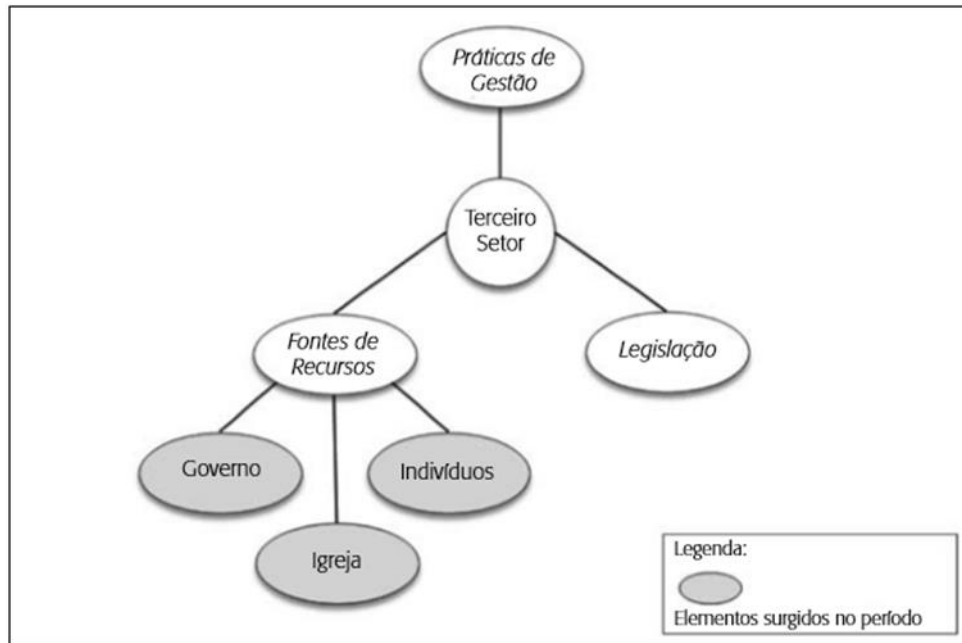 Práticas de
Gestão
Terceiro
Setor
Fontes de
Recursos
Legislação
Governo
Indivíduos
Igreja
Legenda:
Elementos surgidos no período